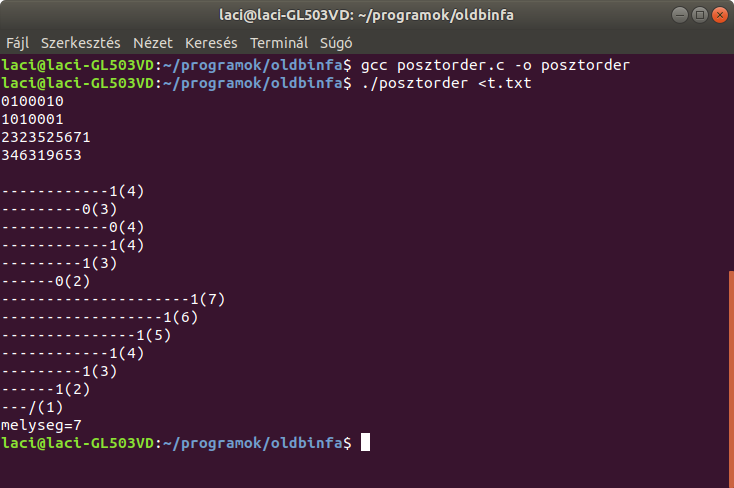 laci@laci-GL503VD: ~/programok/oldbinfa
Fájl Szerkesztés Nézet Keresés Terminál Súgó
laci@laci-GL503VD:~/programok/oldbinfa$ gcc posztorder.c -o posztorder
laci@laci-GL503VD:~/programok/oldbinfa$ ./posztorder <t.txt
0100010
1010001
2323525671
346319653
------------1(4)
---------0(3)
------------0(4)
------------1(4)
---------1(3)
------0(2)
---------------------1(7)
------------------1(6)
---------------1(5)
------------1(4)
---------1(3)
------1(2)
---/(1)
melyseg=7
laci@laci-GL503VD:~/programok/oldbinfa$